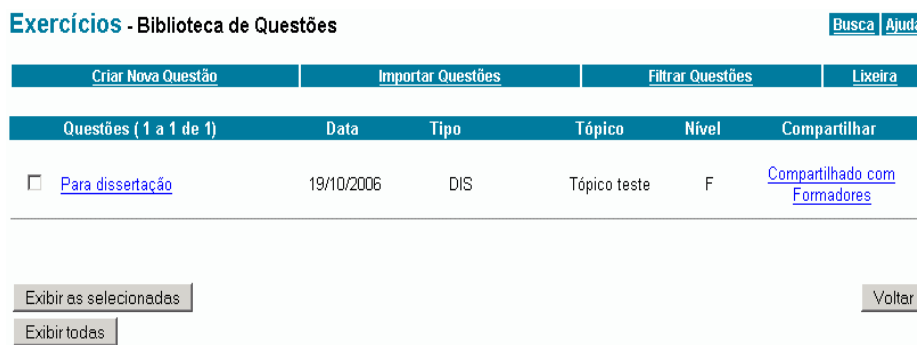 Exercícios - Biblioteca de Questões Busca Ajuda
Criar Nova Questão Importar Questões Filtrar Questões Lixeira
Questões ( 1 a 1 de 1) Data Tipo Tópico Nível Compartilhar
Para dissertação 19/10/2006 DIS Tópico teste F Compartilhado com
Formadores
Exibir as selecionadas Voltar
Exibir todas